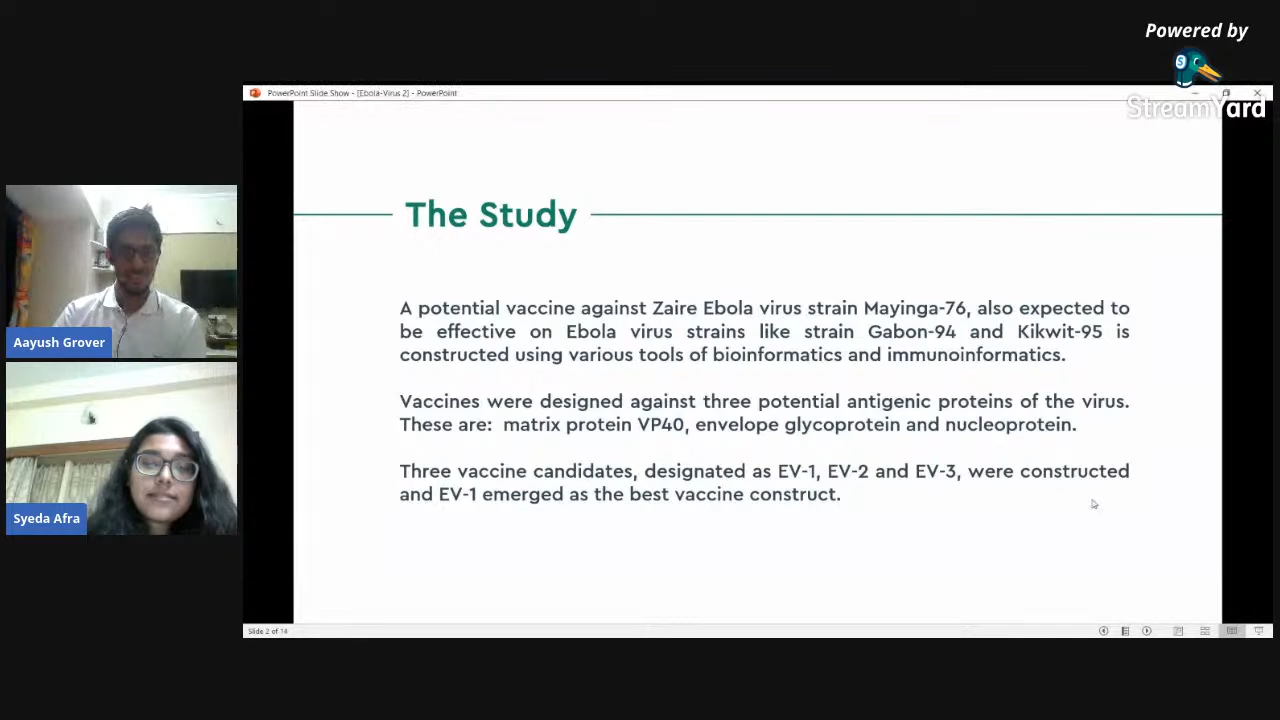 Powered by
StreamYard
PowerPoint Slide Show - [Ebola-Virus 2] - PowerPoint
The Study
A potential vaccine against Zaire Ebola virus strain Mayinga-76, also expected to
be effective on Ebola virus strains like strain Gabon-94 and Kikwit-95 is
constructed using various tools of bioinformatics and immunoinformatics.
Vaccines were designed against three potential antigenic proteins of the virus.
These are: matrix protein VP40, envelope glycoprotein and nucleoprotein.
Three vaccine candidates, designated as EV-1, EV-2 and EV-3, were constructed
and EV-1 emerged as the best vaccine construct.
Aayush Grover
Syeda Afra
Slide 2 of 14